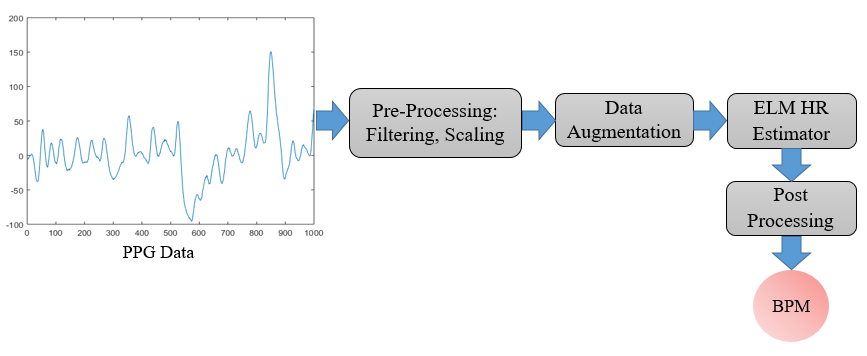 200
150
100
50
0
-50
-100
0 100 200 300 400 500 600 700 800 900 1000
PPG Data
Pre-Processing:
Filtering, Scaling
Data
Augmentation
ELM HR
Estimator
Post
Processing
BPM